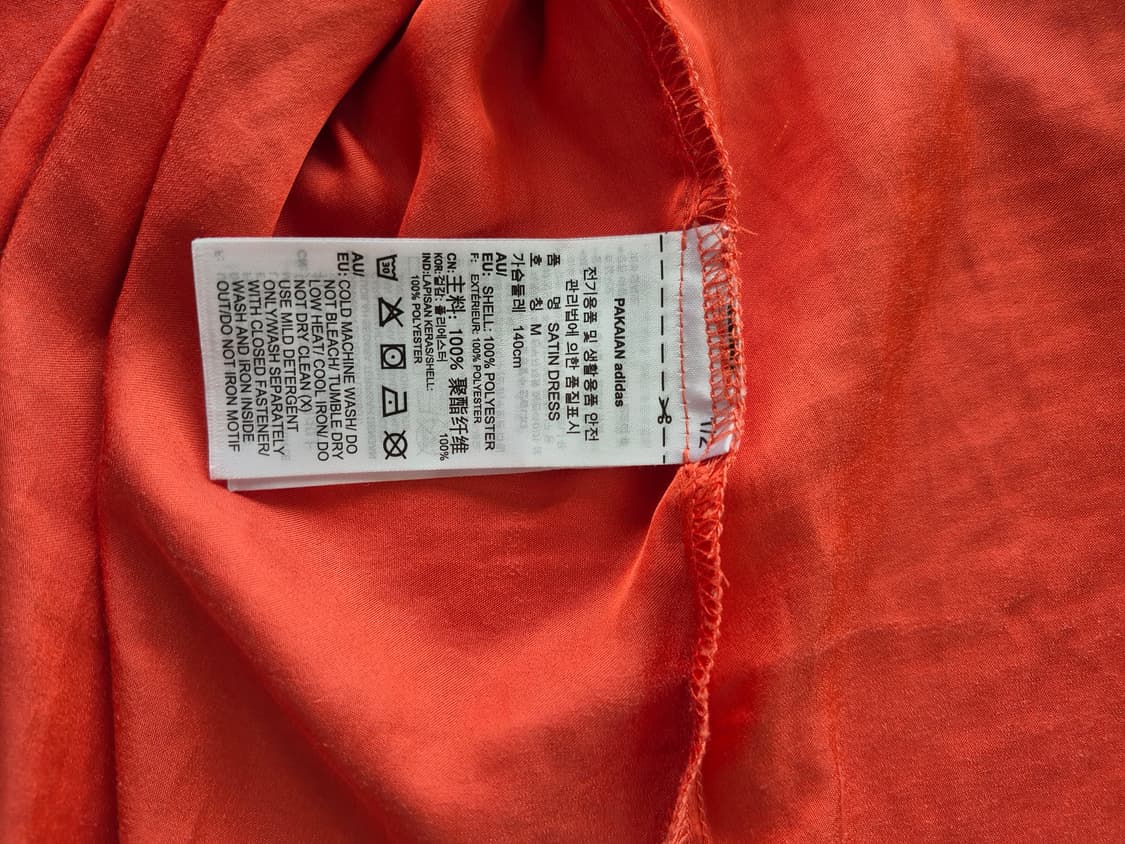 1/2
PAKAIAN adidas
전기용품 및 생활용품 안전
관리법에 의한 품질표시
품 명 SATIN DRESS
호 칭 M
가슴둘레 140cm
AU/
EU: SHELL: 100% POLYESTER
F: EXTÉRIEUR: 100% POLYESTER
CN: 主料: 100% 聚酯纤维
KOR:겉감: 폴리에스터 100%
IND:LAPISAN KERAS/SHELL:
100% POLYESTER
30
AU/
EU: COLD MACHINE WASH/ DO
NOT BLEACH/ TUMBLE DRY
LOW HEAT/ COOL IRON/ DO
NOT DRY CLEAN (X)
USE MILD DETERGENT
ONLY/WASH SEPARATELY
WITH CLOSED FASTENER/
WASH AND IRON INSIDE
OUT/DO NOT IRON MOTIF